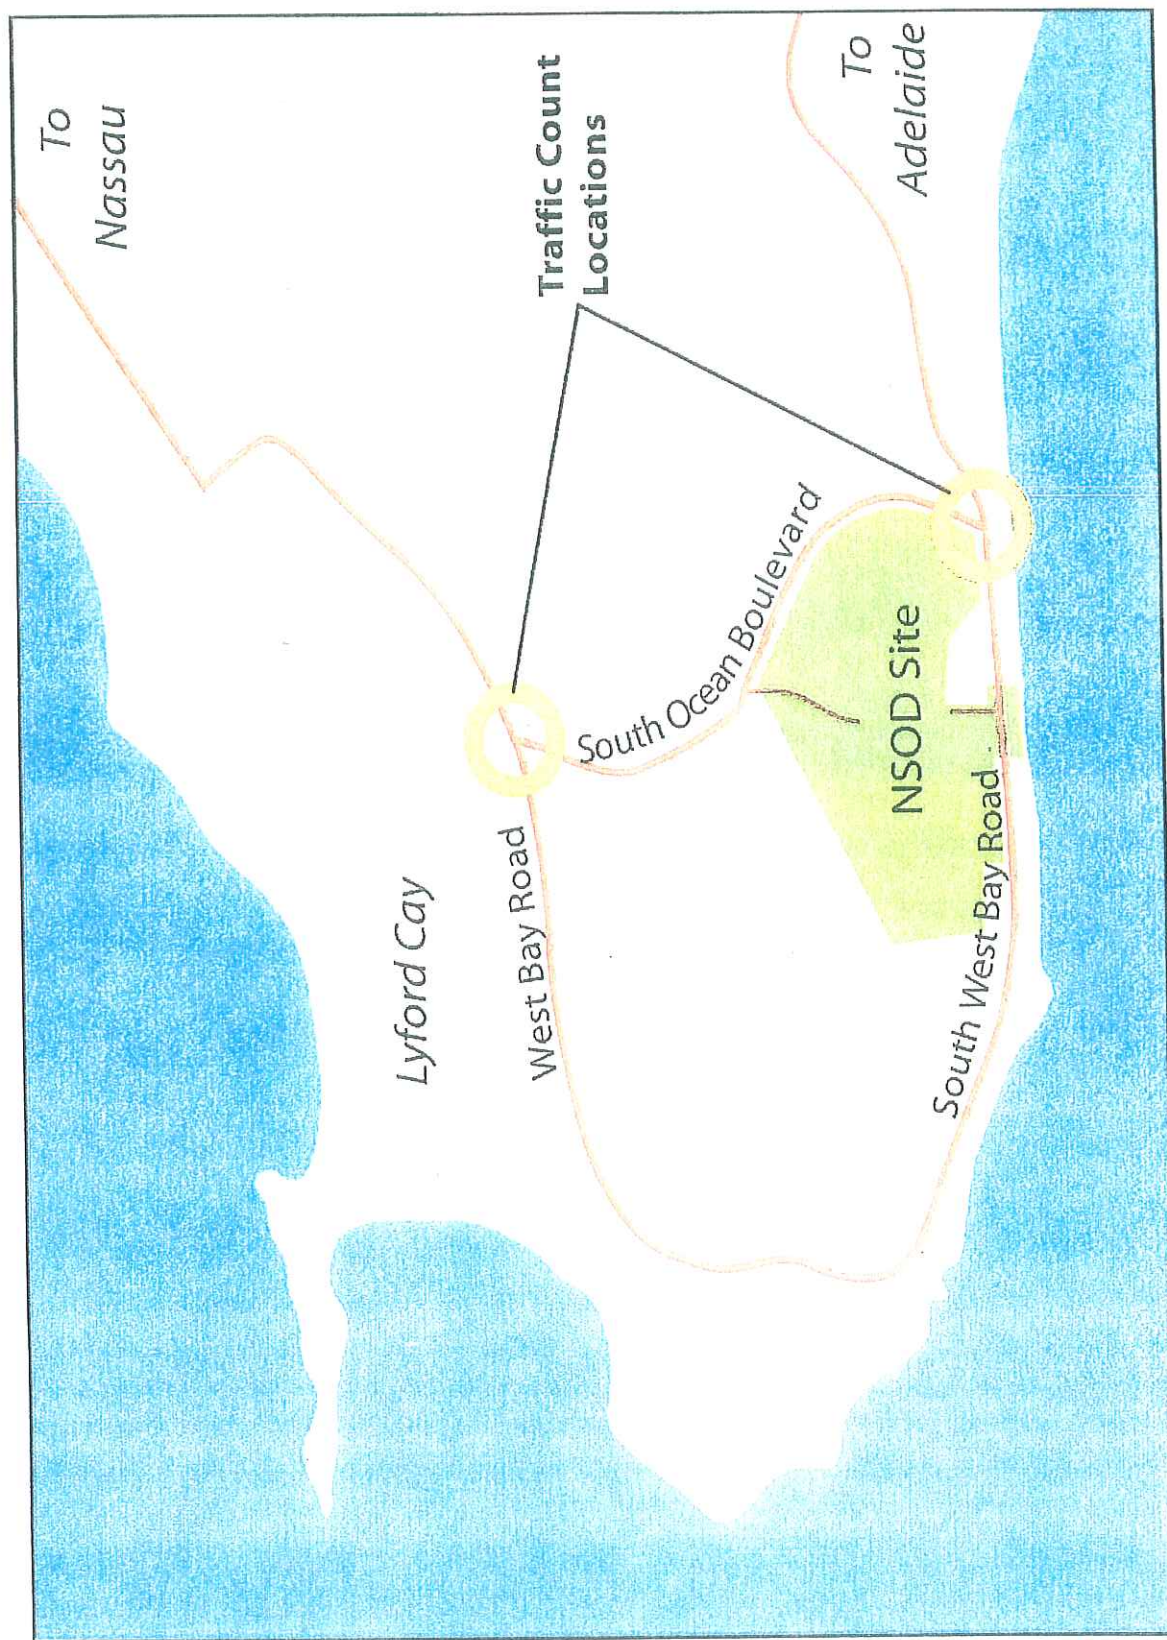 To
Nassau
Traffic Count
Locations
To
Adelaide
Lyford Cay
West Bay Road
South Ocean Boulevard
NSOD Site
South West Bay Road